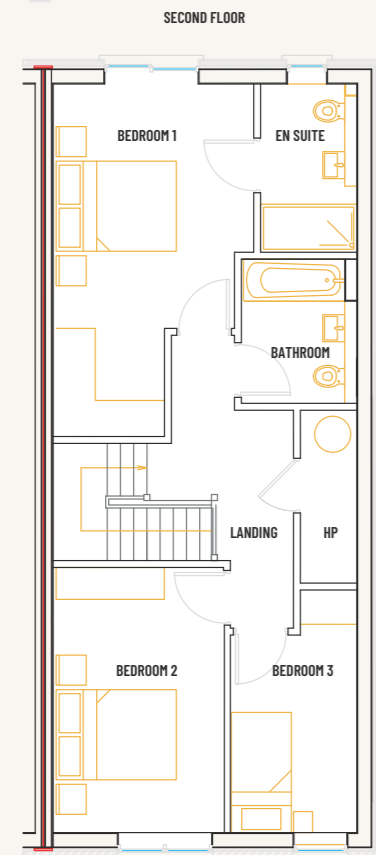 SECOND FLOOR
BEDROOM 1
EN SUITE
BATHROOM
LANDING
HP
BEDROOM 2
BEDROOM 3